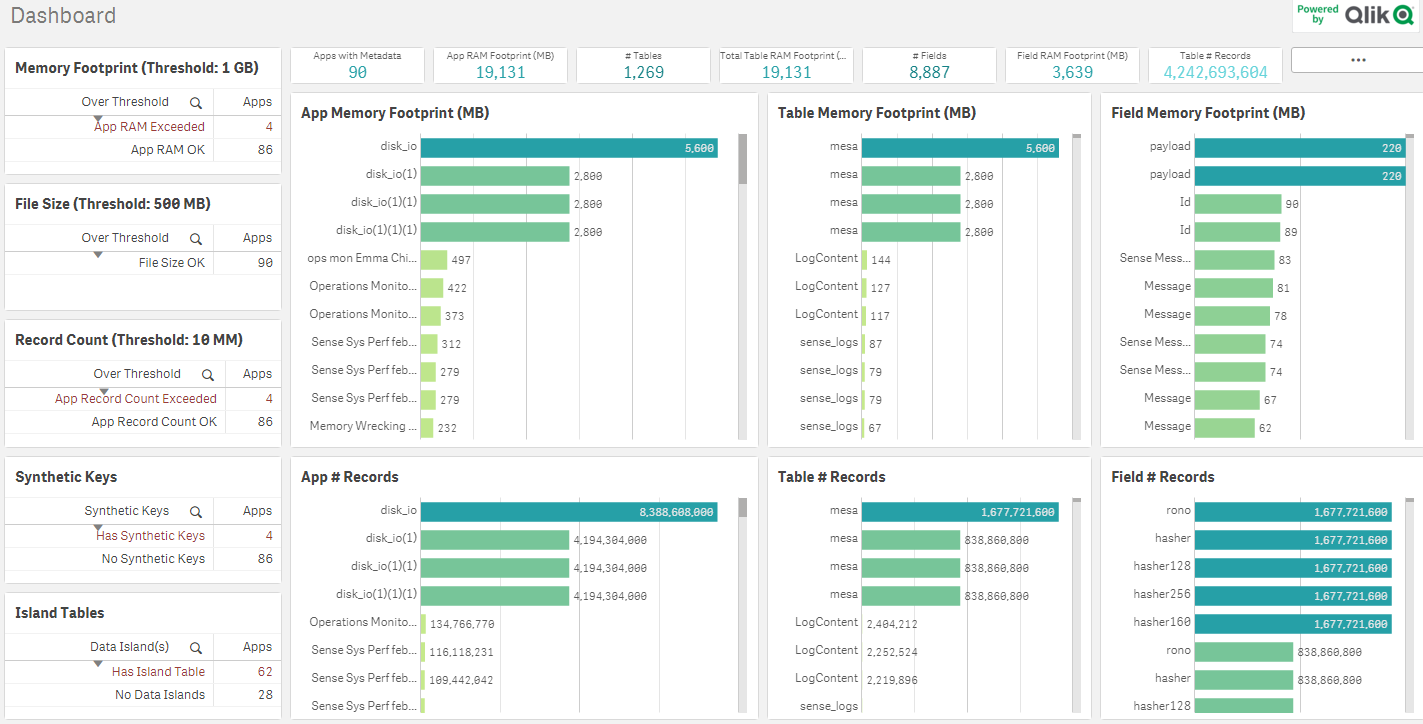 Dashboard
Powered by Qlik
Memory Footprint (Threshold: 1 GB)
Over Threshold Apps
App RAM Exceeded 4
App RAM OK 86
File Size (Threshold: 500 MB)
Over Threshold Apps
File Size OK 90
Record Count (Threshold: 10 MM)
Over Threshold Apps
App Record Count Exceeded 4
App Record Count OK 86
Synthetic Keys
Synthetic Keys Apps
Has Synthetic Keys 4
No Synthetic Keys 86
Island Tables
Data Island(s) Apps
Has Island Table 62
No Data Islands 28
Apps with Metadata
90
App RAM Footprint (MB)
19,131
# Tables
1,269
Total Table RAM Footprint (...
19,131
# Fields
8,887
Field RAM Footprint (MB)
3,639
Table # Records
4,242,693,604
...
App Memory Footprint (MB)
disk_io 5,600
disk_io(1) 2,800
disk_io(1)(1) 2,800
disk_io(1)(1)(1) 2,800
ops mon Emma Chi... 497
Operations Monito... 422
Operations Monito... 373
Sense Sys Perf feb... 312
Sense Sys Perf feb... 279
Sense Sys Perf feb... 279
Memory Wrecking ... 232
Table Memory Footprint (MB)
mesa 5,600
mesa 2,800
mesa 2,800
mesa 2,800
LogContent 144
LogContent 127
LogContent 117
sense_logs 87
sense_logs 79
sense_logs 79
sense_logs 67
Field Memory Footprint (MB)
payload 220
payload 220
Id 90
Id 89
Sense Mess... 83
Message 81
Message 78
Sense Mess... 74
Sense Mess... 74
Message 67
Message 62
App # Records
disk_io 8,388,608,000
disk_io(1) 4,194,304,000
disk_io(1)(1) 4,194,304,000
disk_io(1)(1)(1) 4,194,304,000
Operations Monito... 134,766,770
Sense Sys Perf feb... 116,118,231
Sense Sys Perf feb... 109,442,042
Sense Sys Perf feb...
Table # Records
mesa 1,677,721,600
mesa 838,860,800
mesa 838,860,800
mesa 838,860,800
LogContent 2,404,212
LogContent 2,252,524
LogContent 2,219,896
sense_logs
Field # Records
rono 1,677,721,600
hasher 1,677,721,600
hasher128 1,677,721,600
hasher256 1,677,721,600
hasher160 1,677,721,600
rono 838,860,800
hasher 838,860,800
hasher128